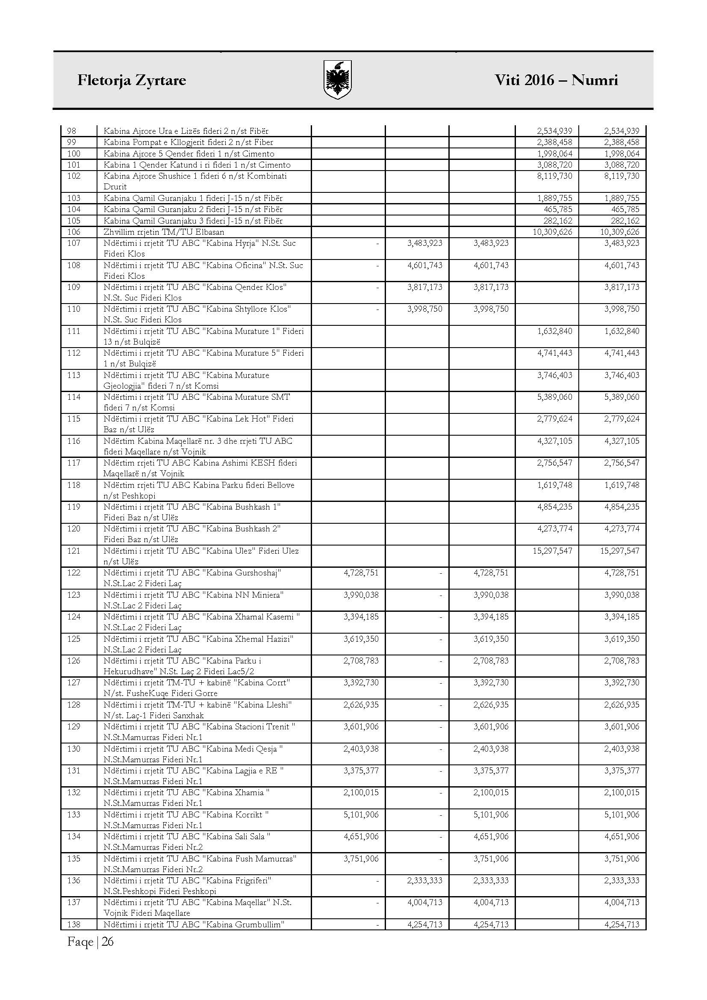 Fletorja Zyrtare Viti 2016 – Numri
98 Kabina Ajrore Ura e Lizës fideri 2 n/st Fibër 2,534,939 2,534,939
99 Kabina Pompat e Kllogjerit fideri 2 n/st Fiber 2,388,458 2,388,458
100 Kabina Ajrore 5 Qender fideri 1 n/st Cimento 1,998,064 1,998,064
101 Kabina 1 Qender Katund i ri fideri 1 n/st Cimento 3,088,720 3,088,720
102 Kabina Ajrore Shushice 1 fideri 6 n/st Kombinati 8,119,730 8,119,730
Drurit
103 Kabina Qamil Guranjaku 1 fideri J-15 n/st Fibër 1,889,755 1,889,755
104 Kabina Qamil Guranjaku 2 fideri J-15 n/st Fibër 465,785 465,785
105 Kabina Qamil Guranjaku 3 fideri J-15 n/st Fibër 282,162 282,162
106 Zhvillim rrjetin TM/TU Elbasan 10,309,626 10,309,626
107 Ndërtimi i rrjetit TU ABC "Kabina Hyrja" N.St. Suc - 3,483,923 3,483,923 3,483,923
Fideri Klos
108 Ndërtimi i rrjetit TU ABC "Kabina Oficina" N.St. Suc - 4,601,743 4,601,743 4,601,743
Fideri Klos
109 Ndërtimi i rrjetit TU ABC "Kabina Qender Klos" - 3,817,173 3,817,173 3,817,173
N.St. Suc Fideri Klos
110 Ndërtimi i rrjetit TU ABC "Kabina Shtyllore Klos" - 3,998,750 3,998,750 3,998,750
N.St. Suc Fideri Klos
111 Ndërtimi i rrjetit TU ABC "Kabina Murature 1" Fideri 1,632,840 1,632,840
13 n/st Bulqizë
112 Ndërtimi i rrjetit TU ABC "Kabina Murature 5" Fideri 4,741,443 4,741,443
1 n/st Bulqizë
113 Ndërtimi i rrjetit TU ABC "Kabina Murature 3,746,403 3,746,403
Gjeologjia" fideri 7 n/st Komsi
114 Ndërtimi i rrjetit TU ABC "Kabina Murature SMT 5,389,060 5,389,060
fideri 7 n/st Komsi
115 Ndërtimi i rrjetit TU ABC "Kabina Lek Hot" Fideri 2,779,624 2,779,624
Baz n/st Ulëz
116 Ndërtim Kabina Maqellarë nr. 3 dhe rrjeti TU ABC 4,327,105 4,327,105
fideri Maqellare n/st Vojnik
117 Ndërtim rrjeti TU ABC Kabina Ashimi KESH fideri 2,756,547 2,756,547
Maqellarë n/st Vojnik
118 Ndërtim rrjeti TU ABC Kabina Parku fideri Bellove 1,619,748 1,619,748
n/st Peshkopi
119 Ndërtimi i rrjetit TU ABC "Kabina Bushkash 1" 4,854,235 4,854,235
Fideri Baz n/st Ulëz
120 Ndërtimi i rrjetit TU ABC "Kabina Bushkash 2" 4,273,774 4,273,774
Fideri Baz n/st Ulëz
121 Ndërtimi i rrjetit TU ABC "Kabina Ulez" Fideri Ulez 15,297,547 15,297,547
n/st Ulëz
122 Ndërtimi i rrjetit TU ABC "Kabina Gurshoshaj" 4,728,751 - 4,728,751 4,728,751
N.St.Lac 2 Fideri Laç
123 Ndërtimi i rrjetit TU ABC "Kabina NN Miniera" 3,990,038 - 3,990,038 3,990,038
N.St.Lac 2 Fideri Laç
124 Ndërtimi i rrjetit TU ABC "Kabina Xhamal Kasemi " 3,394,185 - 3,394,185 3,394,185
N.St.Lac 2 Fideri Laç
125 Ndërtimi i rrjetit TU ABC "Kabina Xhemal Hazizi" 3,619,350 - 3,619,350 3,619,350
N.St.Lac 2 Fideri Laç
126 Ndërtimi i rrjetit TU ABC "Kabina Parku i 2,708,783 - 2,708,783 2,708,783
Hekurudhave" N.St. Laç 2 Fideri Lac5/2
127 Ndërtimi i rrjetit TM-TU + kabinë "Kabina Corrt" 3,392,730 - 3,392,730 3,392,730
N/st. FusheKuqe Fideri Gorre
128 Ndërtimi i rrjetit TM-TU + kabinë "Kabina Lleshi" 2,626,935 - 2,626,935 2,626,935
N/st. Laç-1 Fideri Sanxhak
129 Ndërtimi i rrjetit TU ABC "Kabina Stacioni Trenit " 3,601,906 - 3,601,906 3,601,906
N.St.Mamurras Fideri Nr.1
130 Ndërtimi i rrjetit TU ABC "Kabina Medi Qesja " 2,403,938 - 2,403,938 2,403,938
N.St.Mamurras Fideri Nr.1
131 Ndërtimi i rrjetit TU ABC "Kabina Lagjia e RE " 3,375,377 - 3,375,377 3,375,377
N.St.Mamurras Fideri Nr.1
132 Ndërtimi i rrjetit TU ABC "Kabina Xhamia " 2,100,015 - 2,100,015 2,100,015
N.St.Mamurras Fideri Nr.1
133 Ndërtimi i rrjetit TU ABC "Kabina Korrikt " 5,101,906 - 5,101,906 5,101,906
N.St.Mamurras Fideri Nr.1
134 Ndërtimi i rrjetit TU ABC "Kabina Sali Sala " 4,651,906 - 4,651,906 4,651,906
N.St.Mamurras Fideri Nr.2
135 Ndërtimi i rrjetit TU ABC "Kabina Fush Mamurras" 3,751,906 - 3,751,906 3,751,906
N.St.Mamurras Fideri Nr.2
136 Ndërtimi i rrjetit TU ABC "Kabina Frigriferi" - 2,333,333 2,333,333 2,333,333
N.St.Peshkopi Fideri Peshkopi
137 Ndërtimi i rrjetit TU ABC "Kabina Maqellar" N.St. - 4,004,713 4,004,713 4,004,713
Vojnik Fideri Maqellare
138 Ndërtimi i rrjetit TU ABC "Kabina Grumbullim" - 4,254,713 4,254,713 4,254,713
Faqe|26